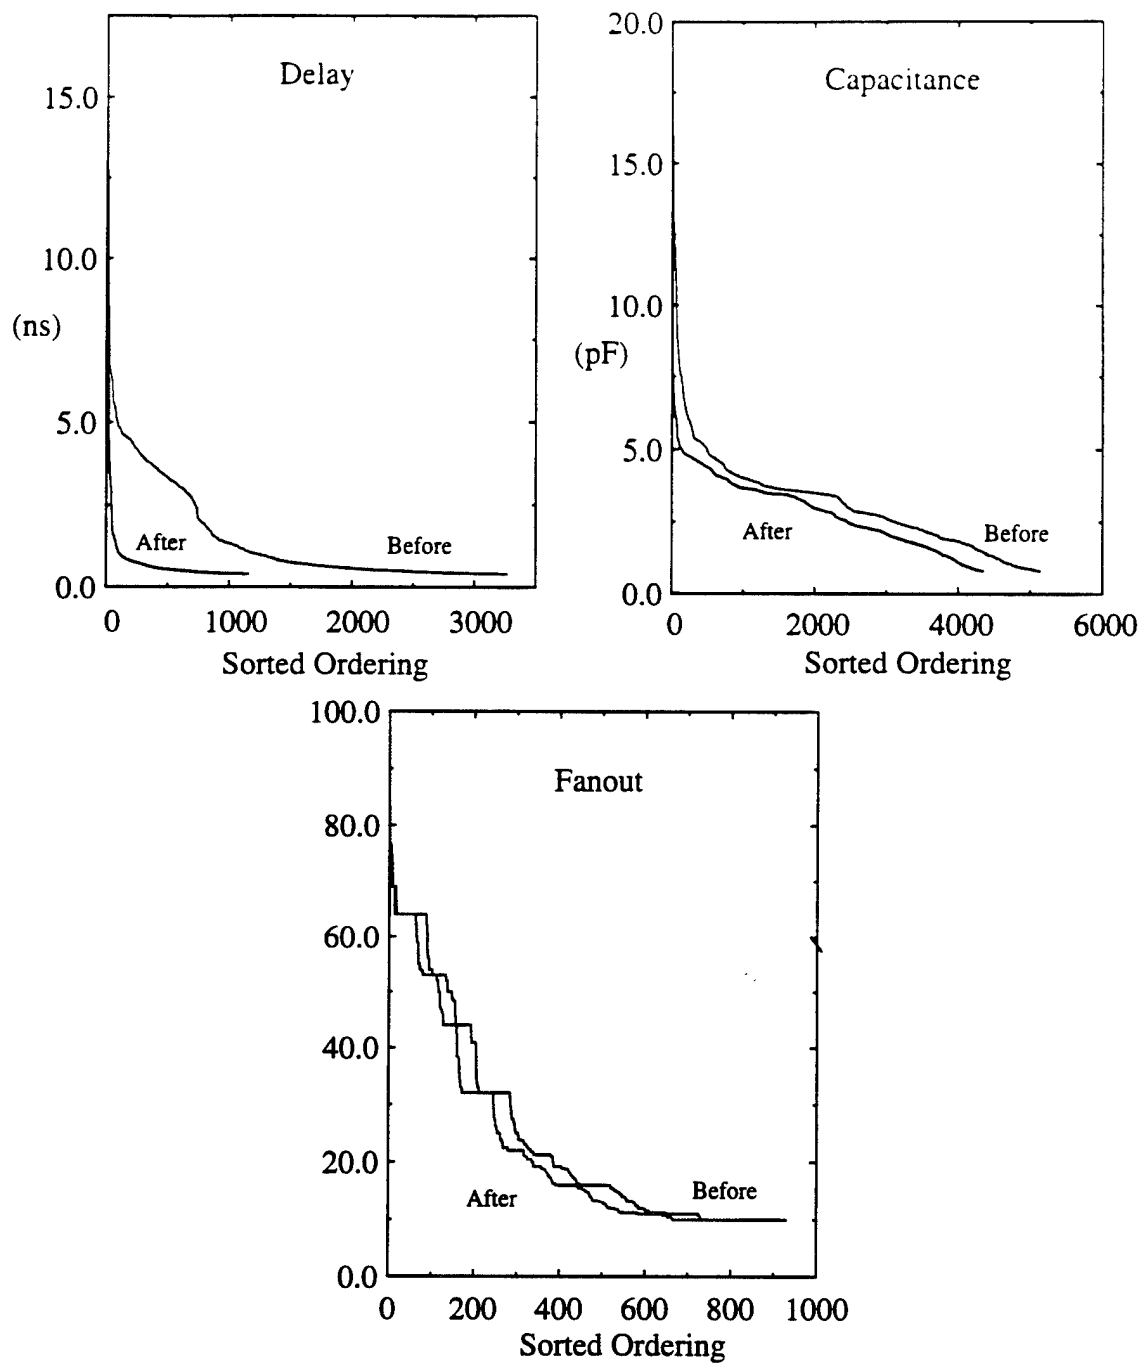 Delay
15.0
10.0
(ns)
5.0
After
Before
0.0
0 1000 2000 3000
Sorted Ordering
20.0
Capacitance
15.0
10.0
(pF)
5.0
After
Before
0.0
0 2000 4000 6000
Sorted Ordering
100.0
Fanout
80.0
60.0
40.0
20.0
After
Before
0.0
0 200 400 600 800 1000
Sorted Ordering